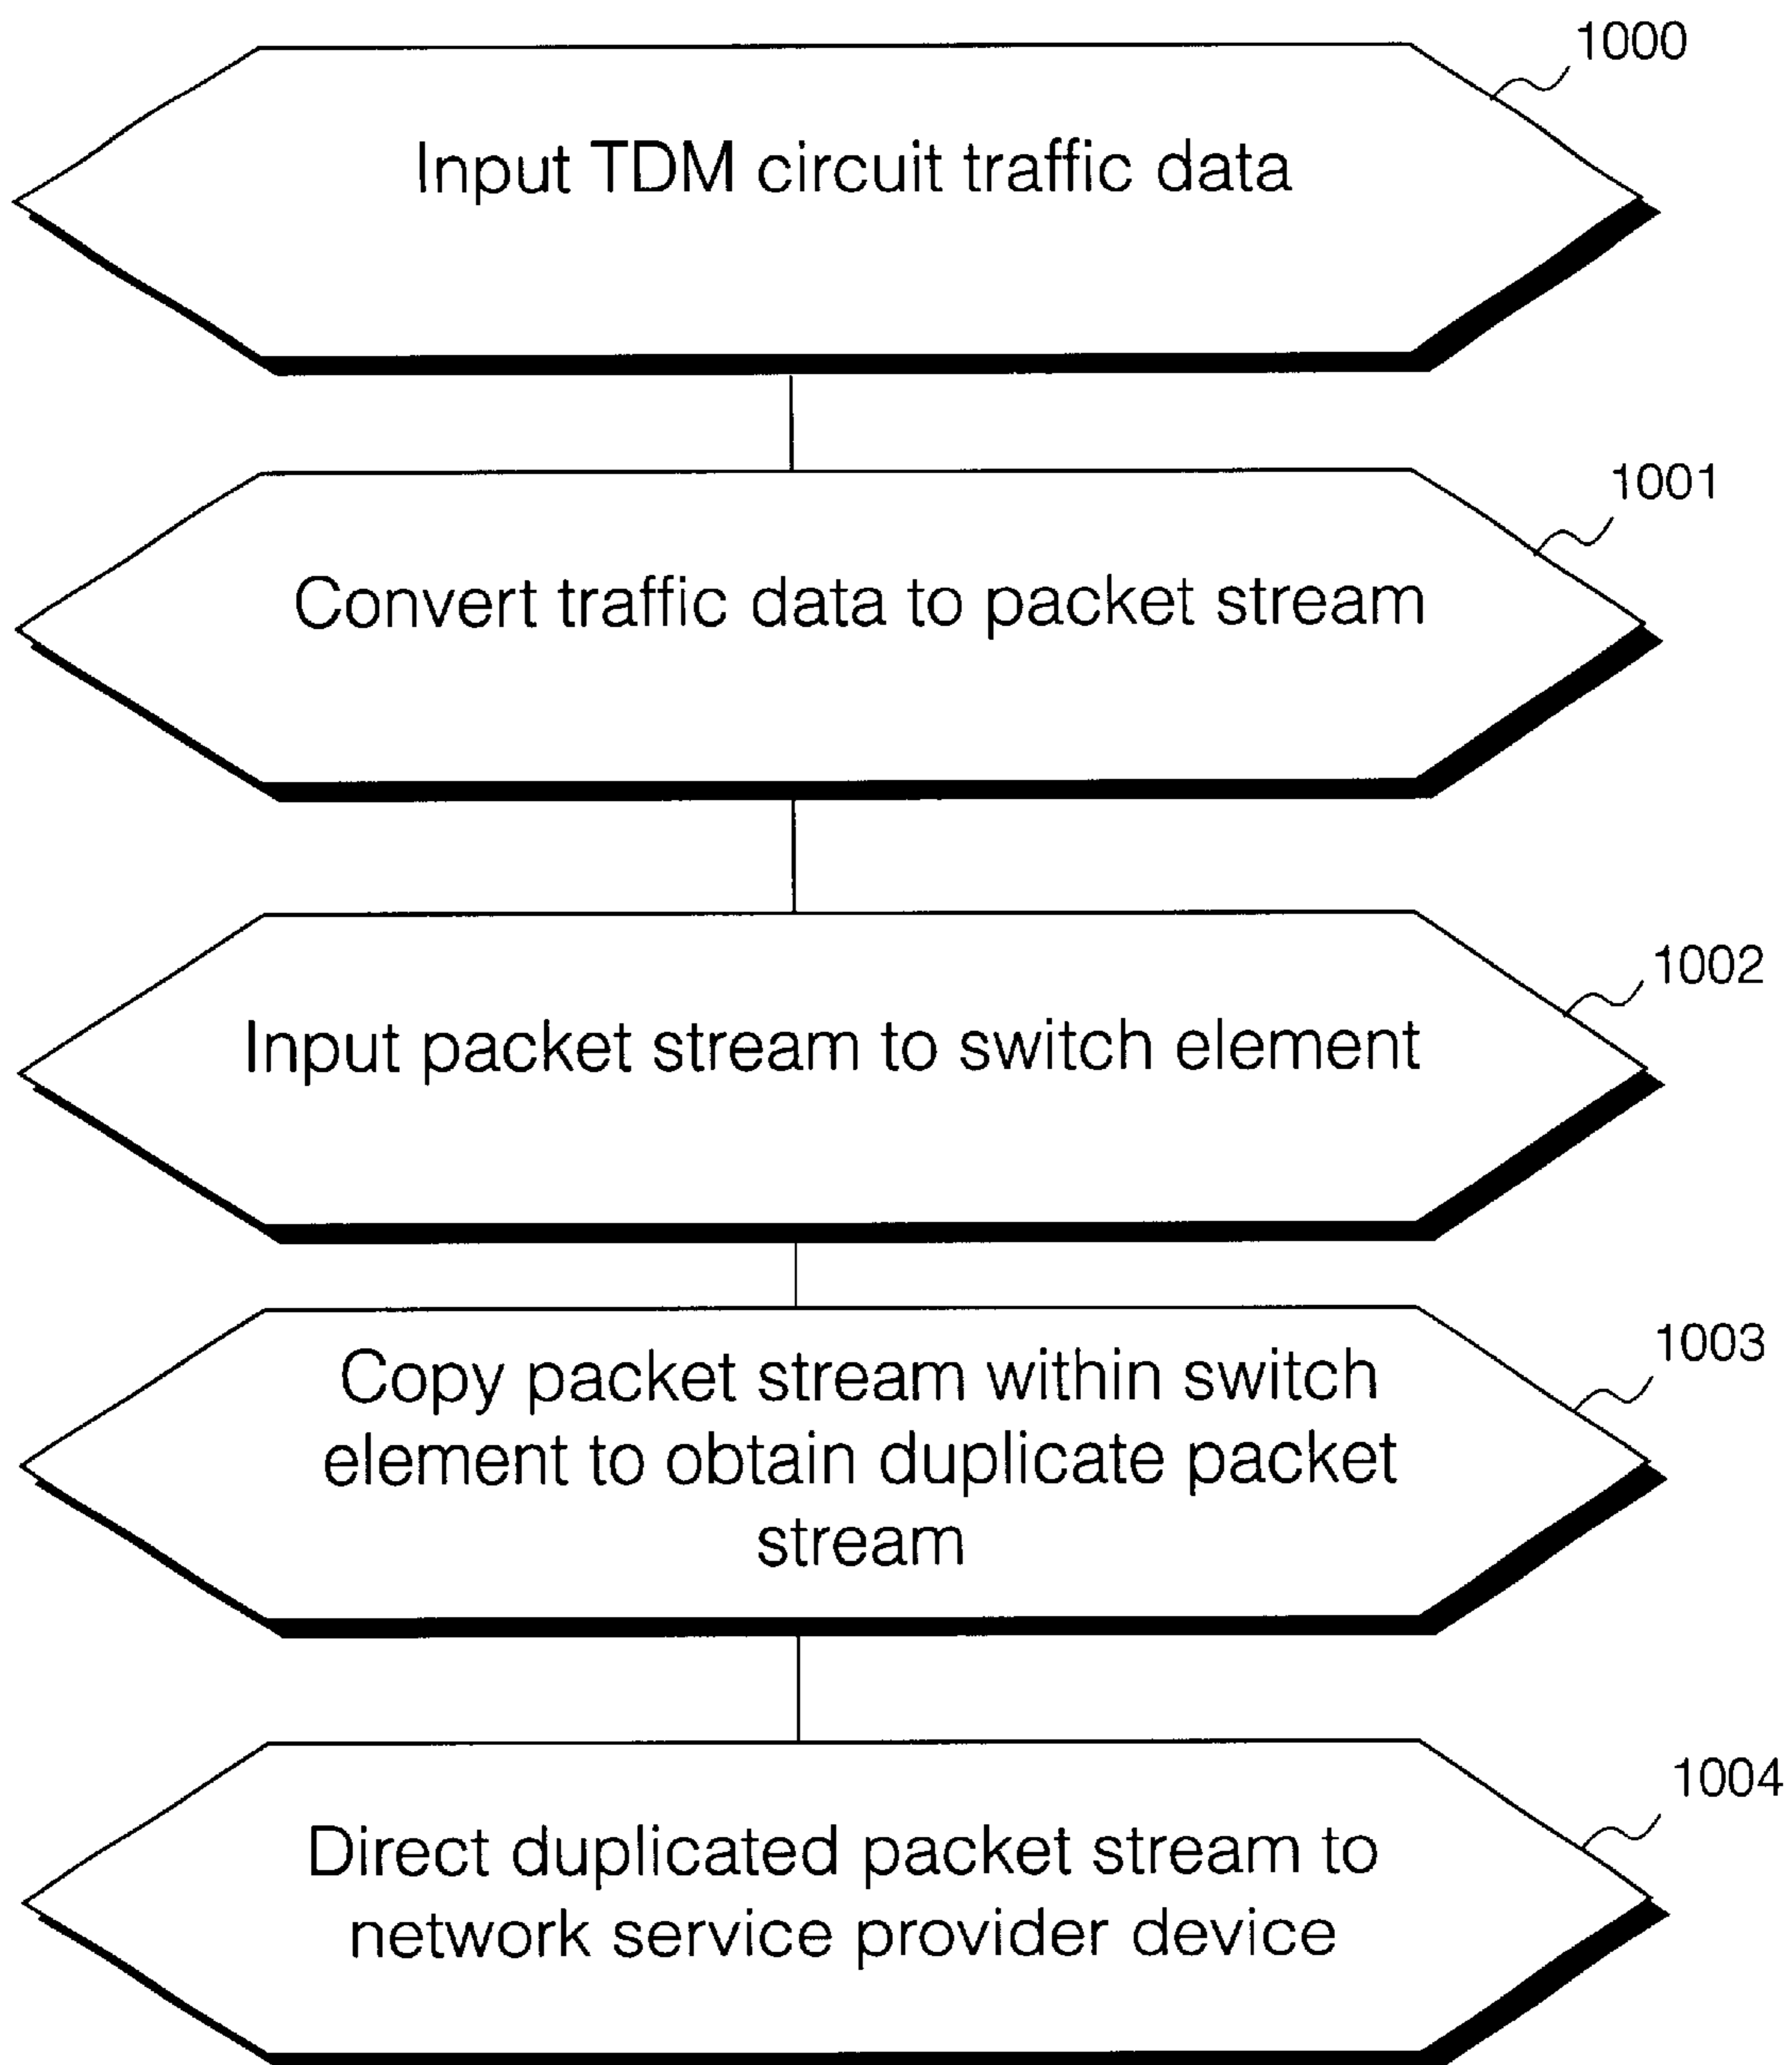 1000
Input TDM circuit traffic data
1001
Convert traffic data to packet stream
1002
Input packet stream to switch element
1003
Copy packet stream within switch
element to obtain duplicate packet
stream
1004
Direct duplicated packet stream to
network service provider device